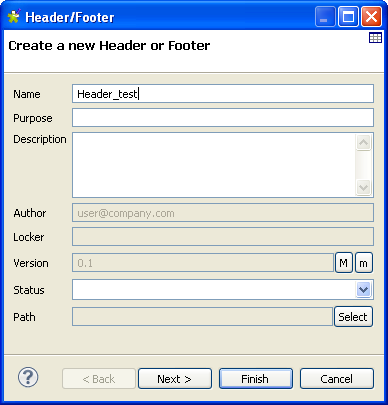 Header/Footer
Create a new Header or Footer
Name Header_test
Purpose
Description
Author user@company.com
Locker
Version 0.1 M m
Status
Path Select
? < Back Next > Finish Cancel